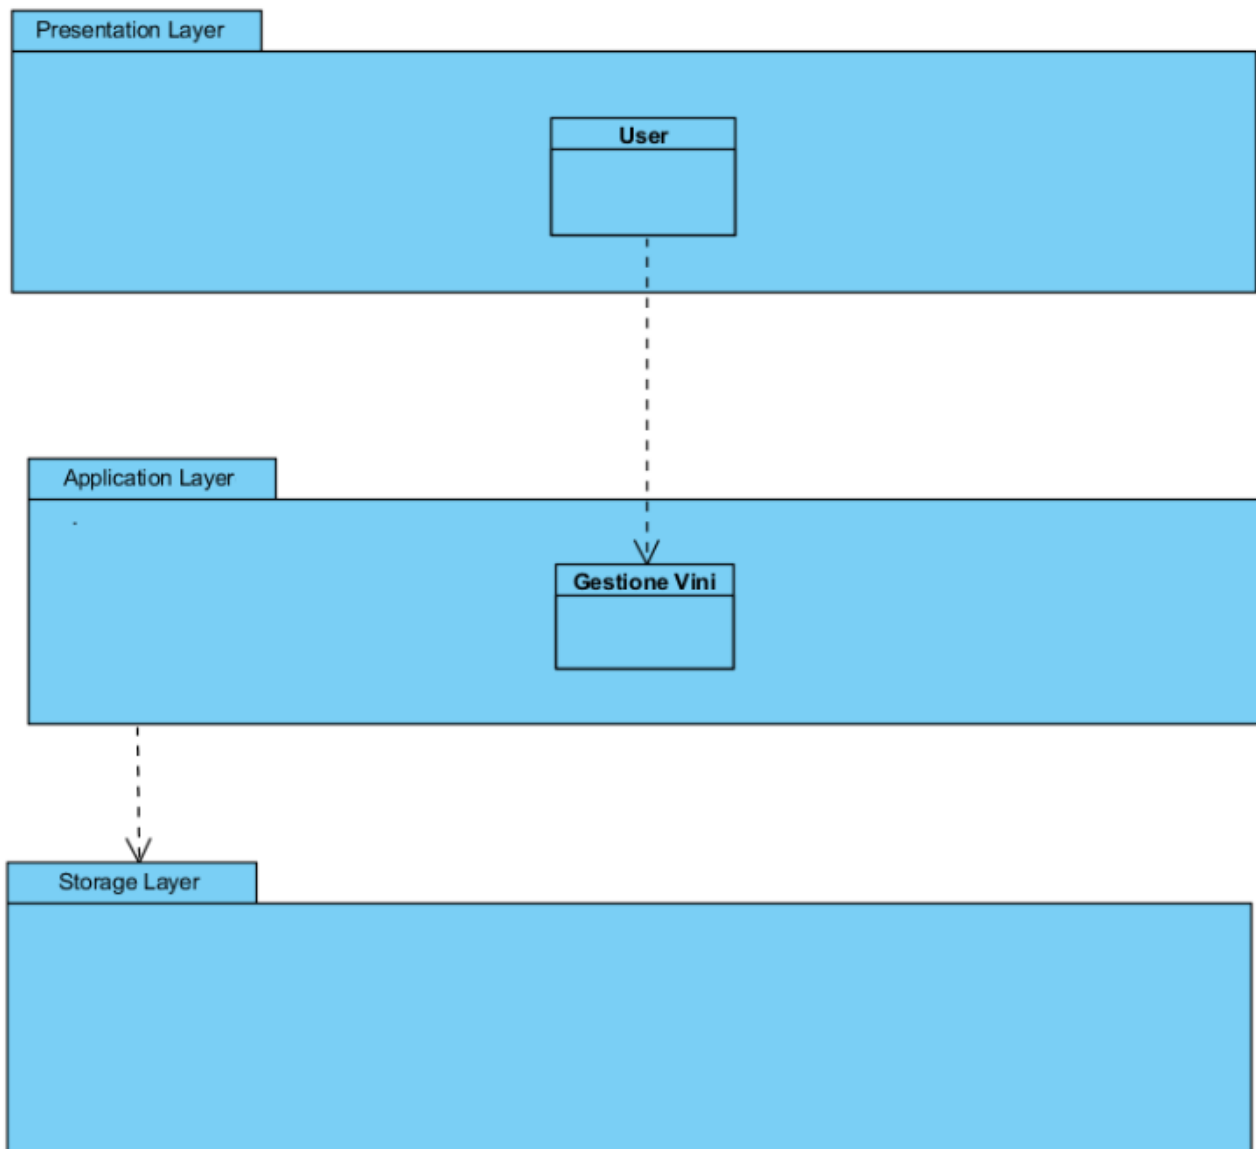 Presentation Layer
User
Application Layer
Gestione Vini
Storage Layer